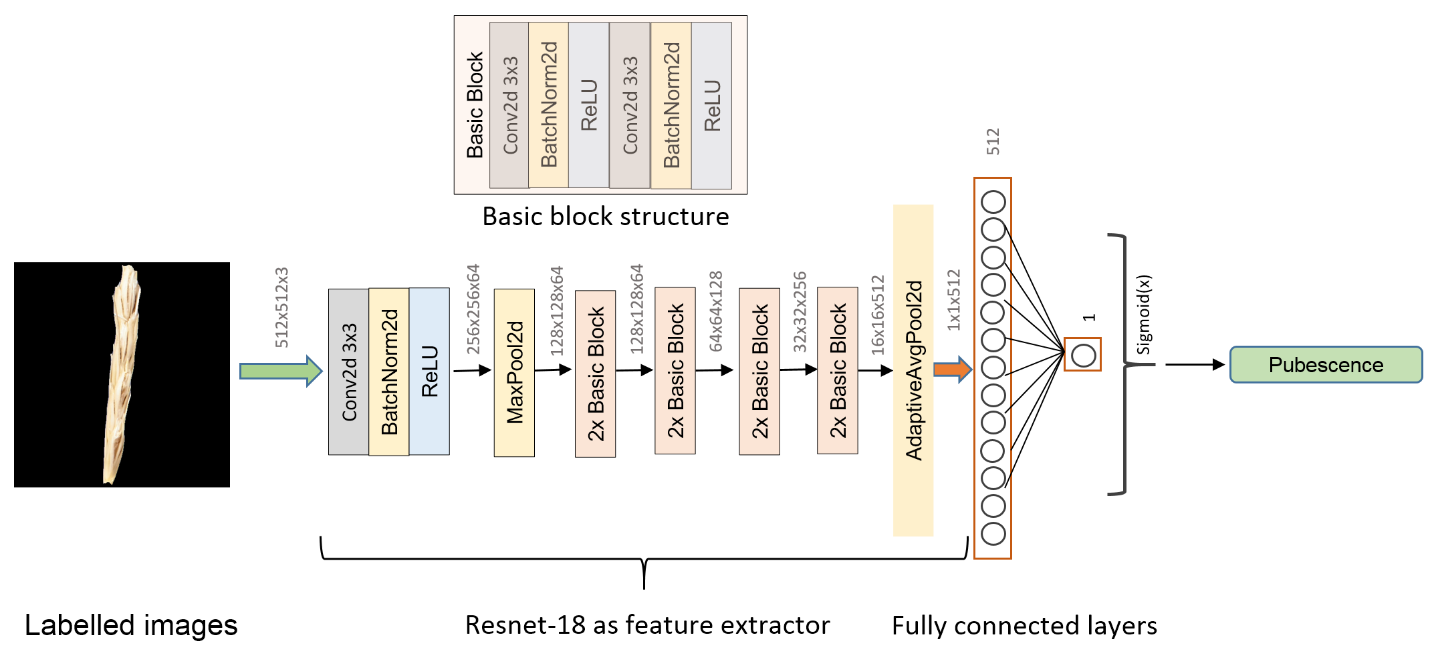 Basic Block
Conv2d 3x3
BatchNorm2d
ReLU
Conv2d 3x3
BatchNorm2d
ReLU
Basic block structure
512x512x3
Conv2d 3x3
BatchNorm2d
ReLU
256x256x64
MaxPool2d
128x128x64
2x Basic Block
128x128x64
2x Basic Block
64x64x128
2x Basic Block
32x32x256
2x Basic Block
16x16x512
AdaptiveAvgPool2d
1x1x512
512
1
Sigmoid(x)
Pubescence
Labelled images
Resnet-18 as feature extractor
Fully connected layers